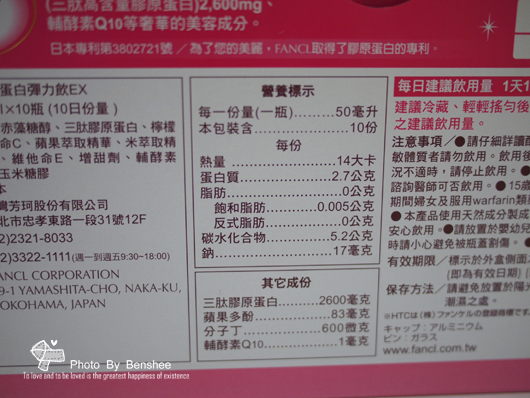 (三肽高含量膠原蛋白)2,600mg、
輔酵素Q10等奢華的美容成分。
日本專利第3802721號／為了您的美麗，FANCL取得了膠原蛋白的專利。
蛋白彈力飲EX
×10瓶 (10日份量)
赤藻糖醇、三肽膠原蛋白、檸檬
命C、蘋果萃取精華、米萃取精
、維他命E、增甜劑、輔酵素
玉米糖膠
本
灣芳珂股份有限公司
北市忠孝東路一段31號12F
2)2321-8033
2)3322-1111(週一到週五9:30~18:00)
ANCL CORPORATION
9-1 YAMASHITA-CHO, NAKA-KU,
OKOHAMA, JAPAN
營養標示
每一份量(一瓶)..........50毫升
本包裝含..........10份
每份
熱量..........14大卡
蛋白質..........2.7公克
脂肪..........0公克
飽和脂肪..........0.005公克
反式脂肪..........0公克
碳水化合物..........5.2公克
鈉..........17毫克
其它成份
三肽膠原蛋白..........2600毫克
蘋果多酚..........83毫克
分子丁..........600微克
輔酵素Q10..........1毫克
每日建議飲用量 1天1
建議冷藏、輕輕搖勻後
之建議飲用量。
注意事項／●請仔細詳讀
敏體質者請勿飲用。飲用後
況不適時，請停止飲用。●
諮詢醫師可否飲用。●15歲
期間婦女及服用warfarin類
●本產品使用天然成分製成
安心飲用。●請放置於嬰幼兒
時請小心避免被瓶蓋割傷。
有效期限／標示於外盒側面
(即為有效日期)
保存方法／請避免放置於陽
潮濕之處。
※HTCは(株)ファンケルの登録商標です。
キャップ：アルミニウム
ビン：ガラス
www.fancl.com.tw
Photo By Benshee
To love and to be loved is the greatest happiness of existence.